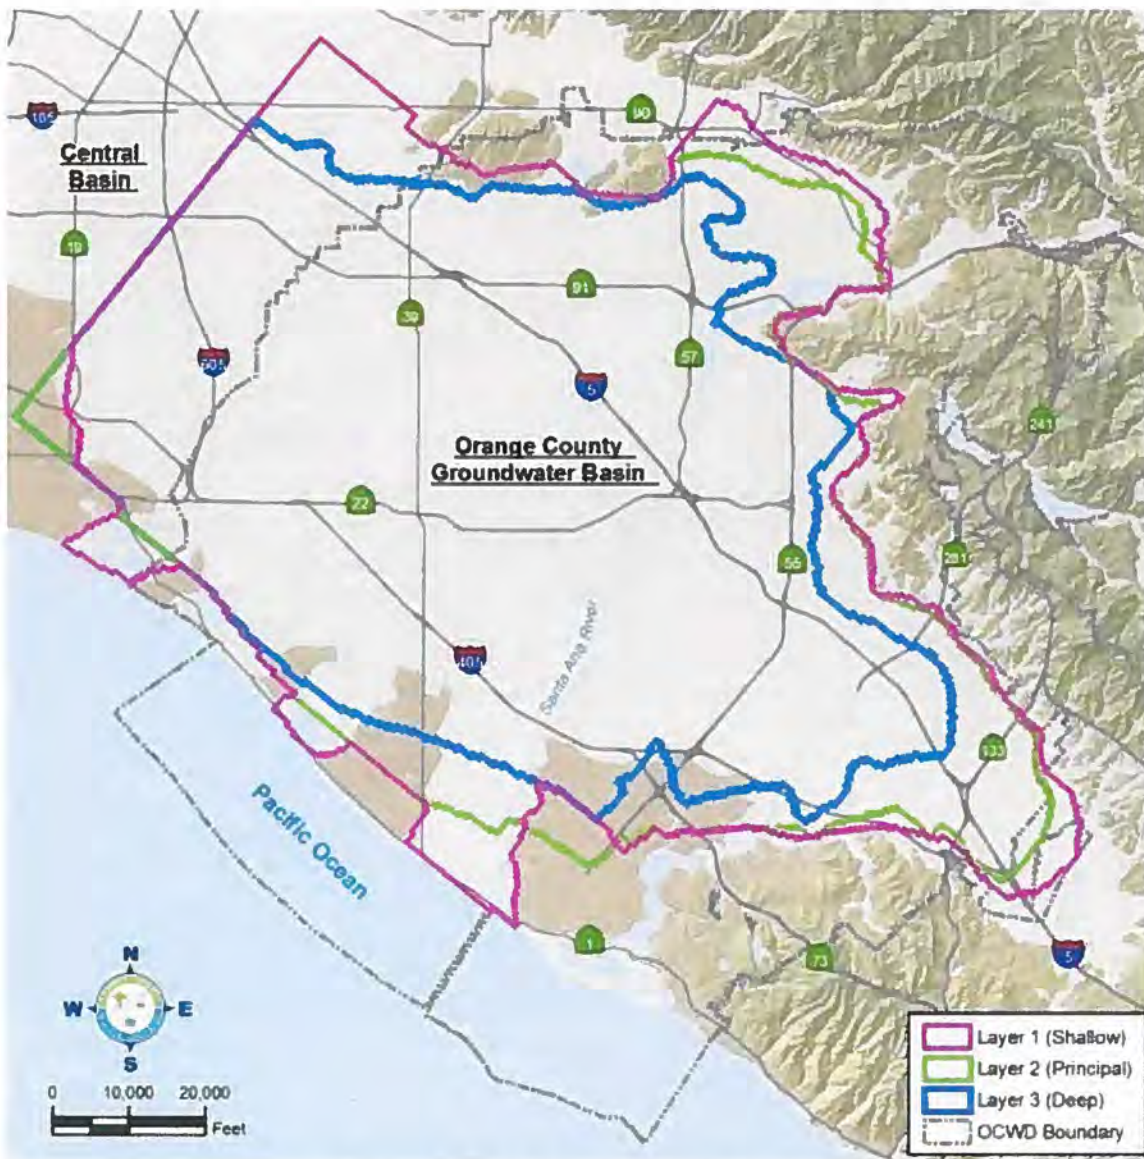 105
90
Central
Basin
19
91
39
605
57
5
241
Orange County
Groundwater Basin
22
55
261
Santa Ana River
405
133
Pacific Ocean
1
73
5
N
W
E
S
0
10,000
20,000
Feet
Layer 1 (Shallow)
Layer 2 (Principal)
Layer 3 (Deep)
OCWD Boundary